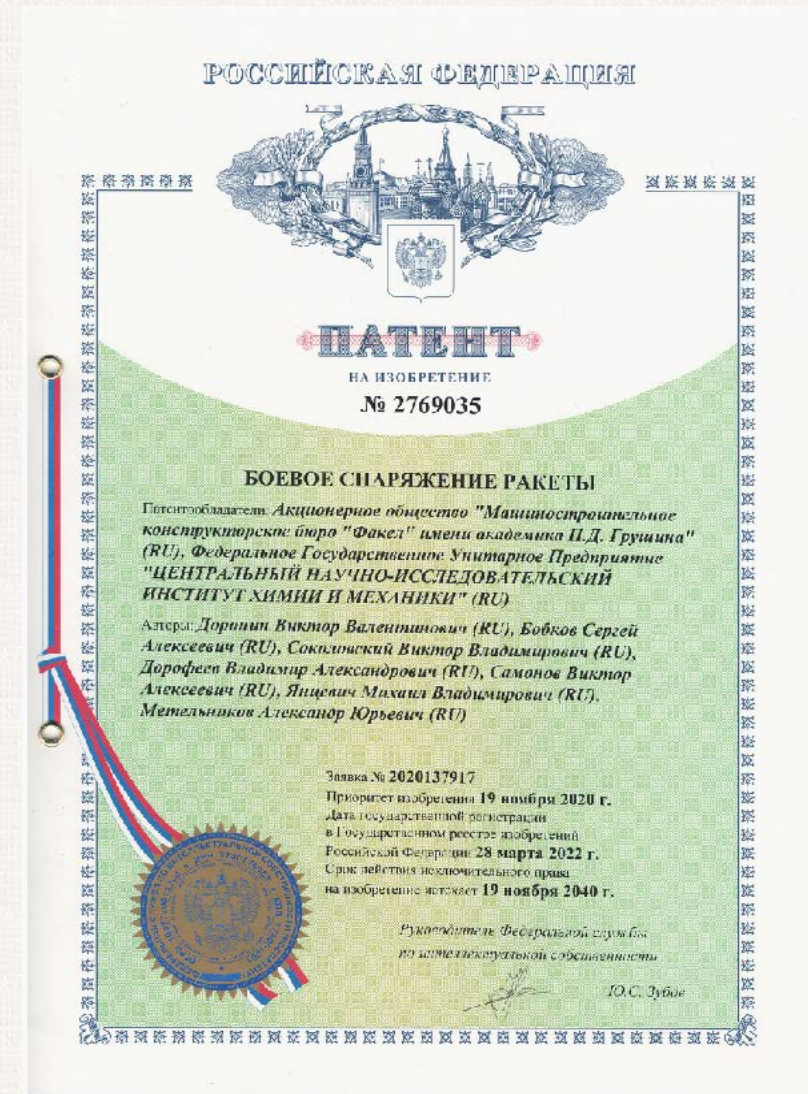 РОССИЙСКАЯ ФЕДЕРАЦИЯ
ПАТЕНТ
НА ИЗОБРЕТЕНИЕ
№ 2769035
БОЕВОЕ СНАРЯЖЕНИЕ РАКЕТЫ
Патентообладатели: Акционерное общество "Машиностроительное
конструкторское бюро "Факел" имени академика П.Д. Грушина"
(RU), Федеральное Государственное Унитарное Предприятие
"ЦЕНТРАЛЬНЫЙ НАУЧНО-ИССЛЕДОВАТЕЛЬСКИЙ
ИНСТИТУТ ХИМИИ И МЕХАНИКИ" (RU)
Авторы: Доронин Виктор Валентинович (RU), Бобков Сергей
Алексеевич (RU), Соколовский Виктор Владимирович (RU),
Дорофеев Владимир Александрович (RU), Самонов Виктор
Алексеевич (RU), Янцевич Михаил Владимирович (RU),
Метельников Александр Юрьевич (RU)
Заявка № 2020137917
Приоритет изобретения 19 ноября 2020 г.
Дата государственной регистрации
в Государственном реестре изобретений
Российской Федерации 28 марта 2022 г.
Срок действия исключительного права
на изобретение истекает 19 ноября 2040 г.
Руководитель Федеральной службы
по интеллектуальной собственности
Ю.С. Зубов